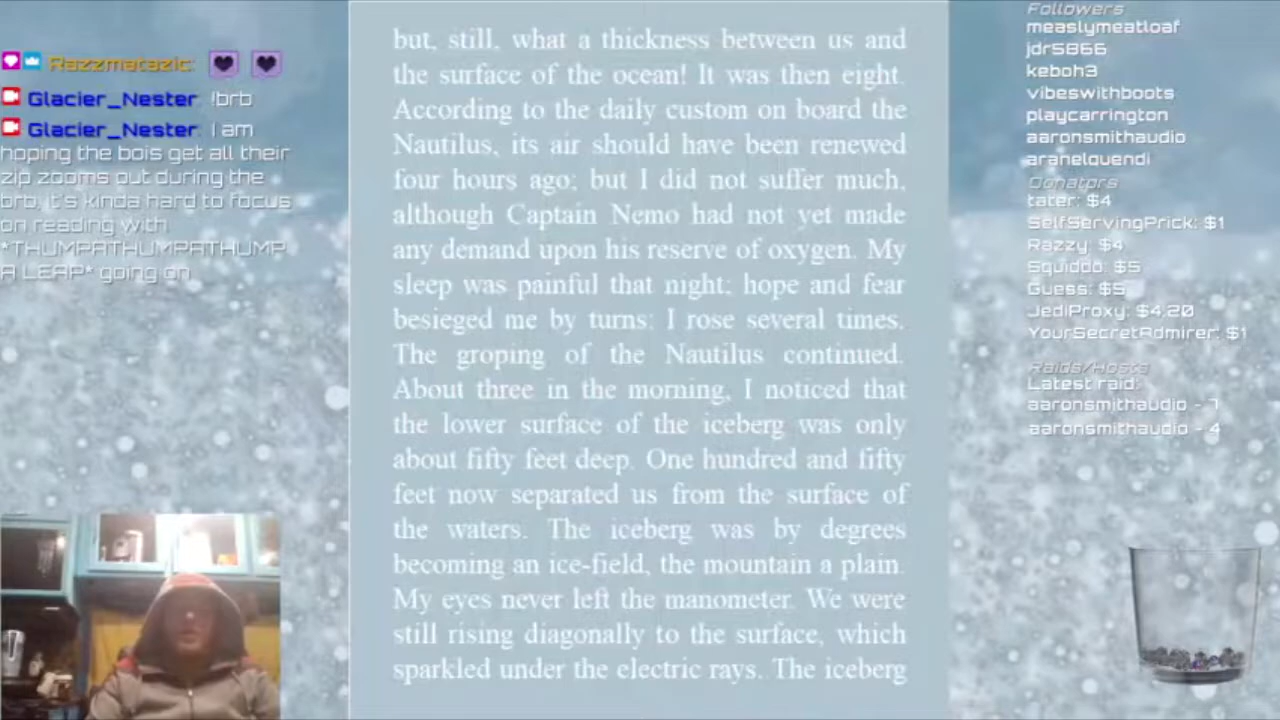 Razzmatazic:
Glacier_Nester: !brb
Glacier_Nester: I am
hoping the bois get all their
zip zooms out during the
brb, it's kinda hard to focus
on reading with
*THUMPA!THUMPA!THUMP
A LEAP* going on
but, still, what a thickness between us and
the surface of the ocean! It was then eight.
According to the daily custom on board the
Nautilus, its air should have been renewed
four hours ago; but I did not suffer much,
although Captain Nemo had not yet made
any demand upon his reserve of oxygen. My
sleep was painful that night; hope and fear
besieged me by turns: I rose several times.
The groping of the Nautilus continued.
About three in the morning, I noticed that
the lower surface of the iceberg was only
about fifty feet deep. One hundred and fifty
feet now separated us from the surface of
the waters. The iceberg was by degrees
becoming an ice-field, the mountain a plain.
My eyes never left the manometer. We were
still rising diagonally to the surface, which
sparkled under the electric rays. The iceberg
Followers
measlymeatloaf
jdr5866
keboh3
vibeswithboots
playcarrington
aaronsmithaudio
aranelquendi
Donators
tater: $4
SelfServingPrick: $1
Razzy: $4
Squiddo: $5
Guess: $5
JediProxy: $4.20
YourSecretAdmirer: $1
Raids/Hosts
Latest raid:
aaronsmithaudio - 7
aaronsmithaudio - 4